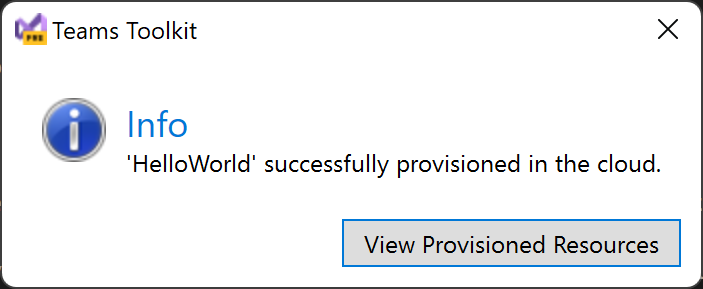 Teams Toolkit
Info
'HelloWorld' successfully provisioned in the cloud.
View Provisioned Resources